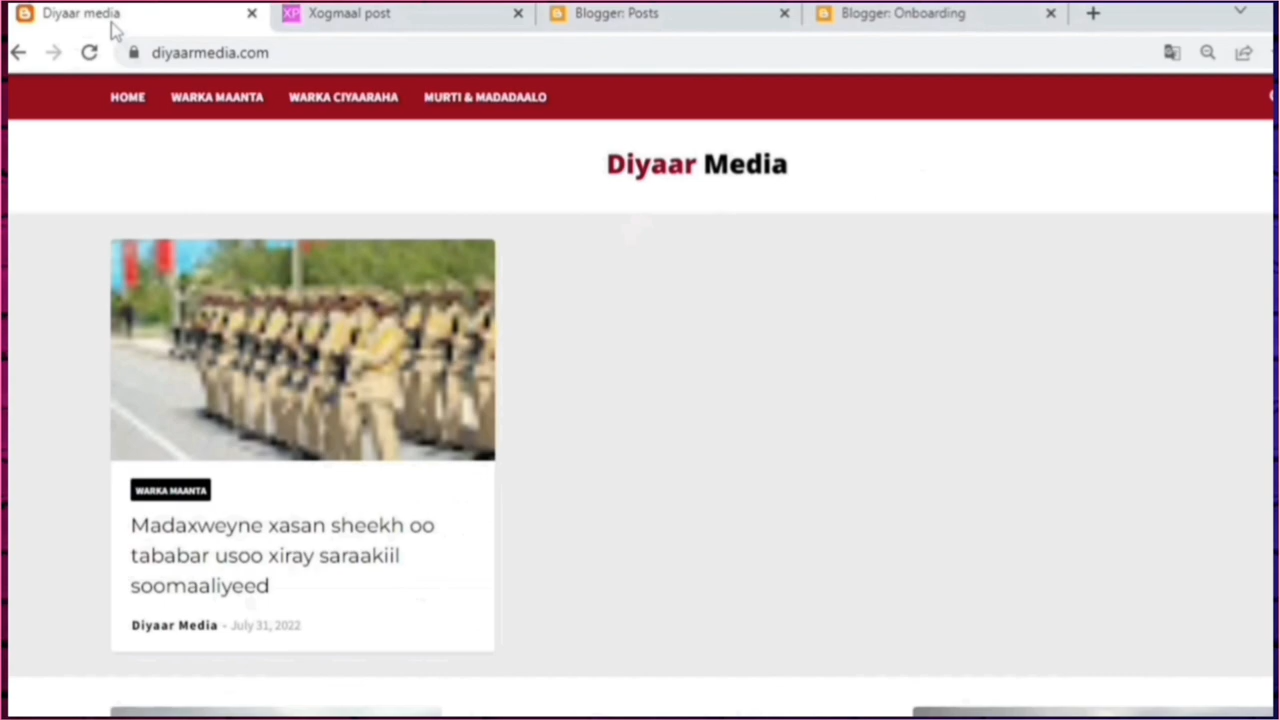 Diyaar media
XP Xogmaal post
Blogger: Posts
Blogger: Onboarding
diyaarmedia.com
HOME WARKA MAANTA WARKA CIYAARAHA MURTI & MADADAALO
Diyaar Media
WARKA MAANTA
Madaxweyne xasan sheekh oo
tababar usoo xiray saraakiil
soomaaliyeed
Diyaar Media - July 31, 2022